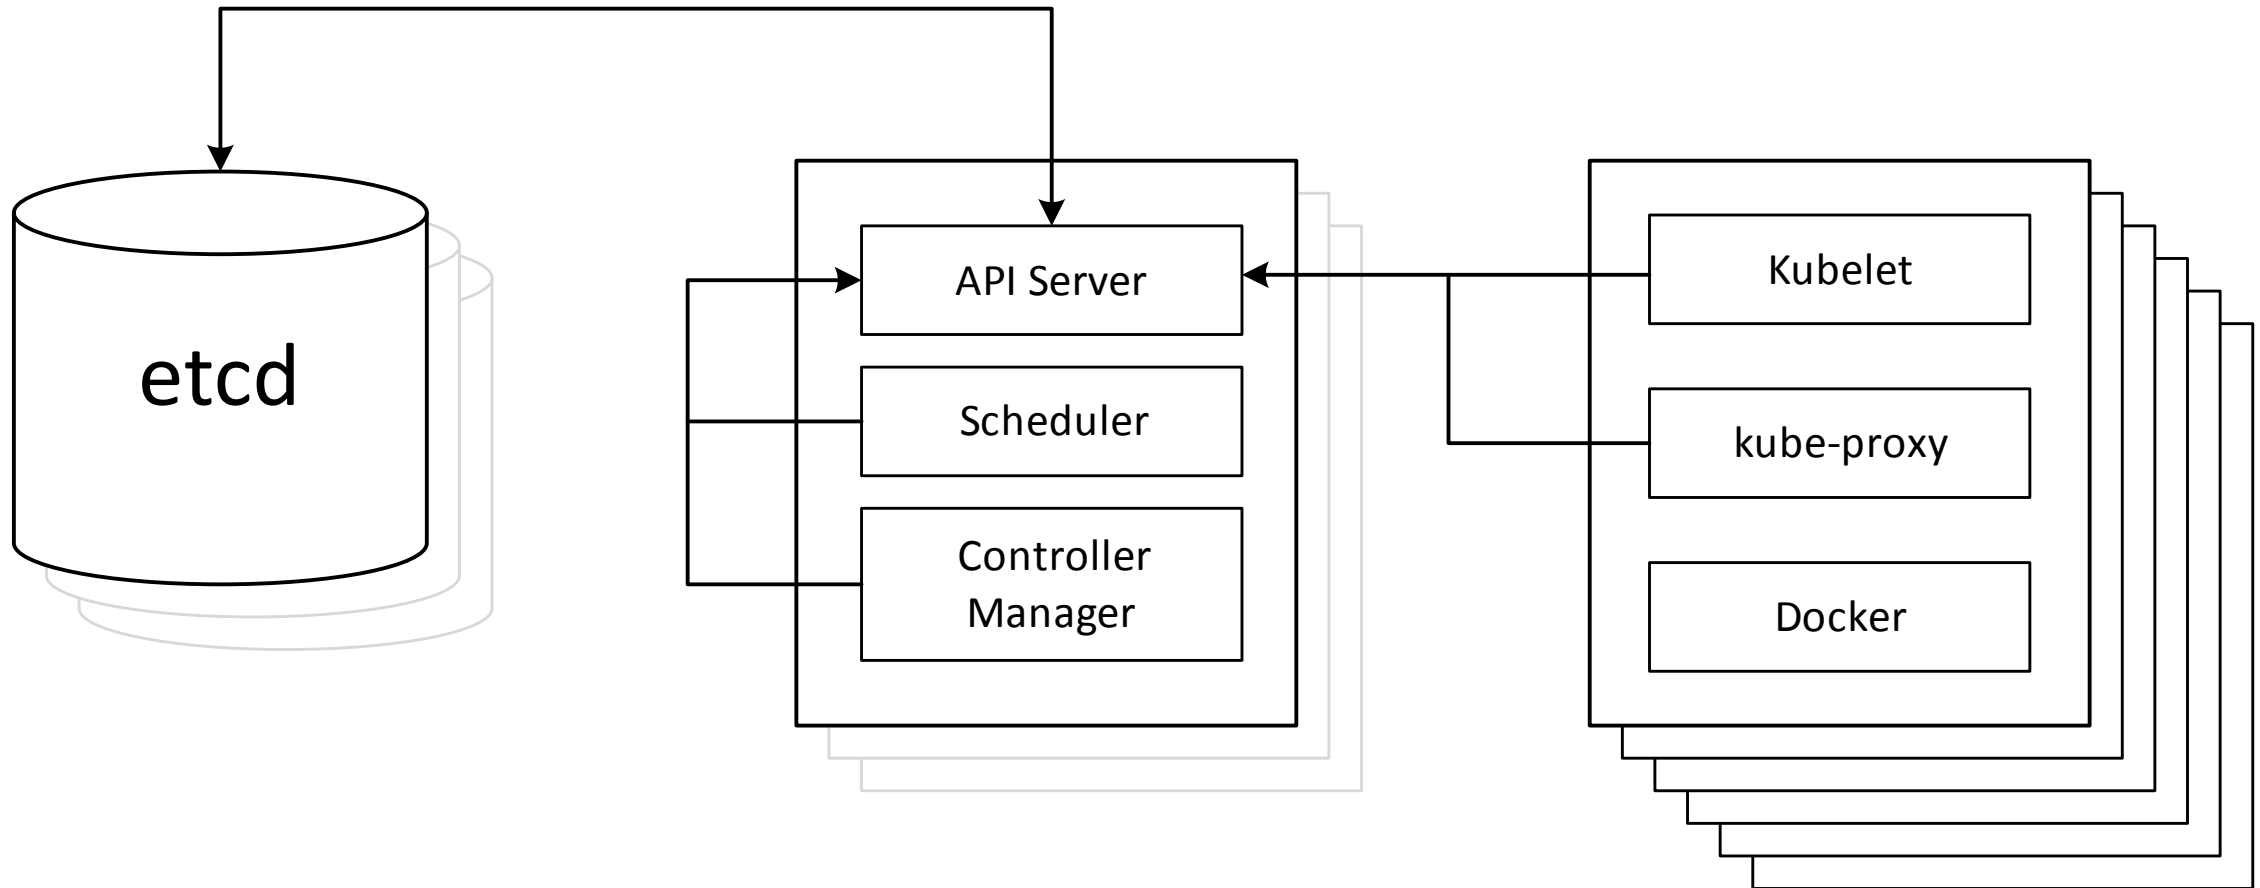 etcd
API Server
Scheduler
Controller
Manager
Kubelet
kube-proxy
Docker